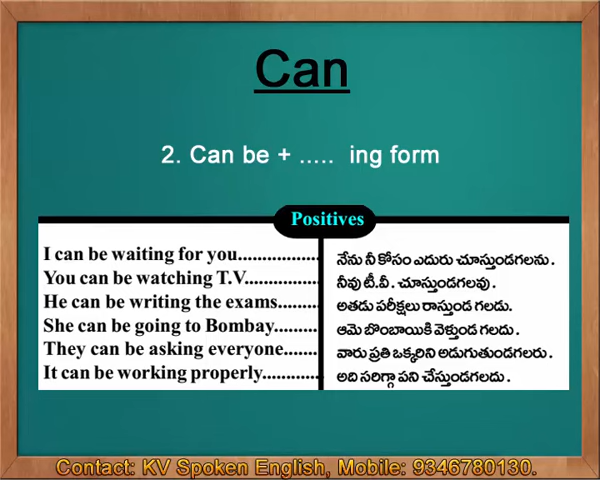 Can
2. Can be + ..... ing form
Positives
I can be waiting for you................. నేను నీ కోసం ఎదురు చూస్తుండగలను.
You can be watching T.V............... నీవు టీ.వీ. చూస్తుండగలవు.
He can be writing the exams......... అతడు పరీక్షలు రాస్తుండ గలడు.
She can be going to Bombay......... ఆమె బొంబాయికి వెళ్తుండ గలదు.
They can be asking everyone....... వారు ప్రతి ఒక్కరిని అడుగుతుండగలరు.
It can be working properly............. అది సరిగ్గా పని చేస్తుండగలదు.
Contact: KV Spoken English, Mobile: 9346780130.